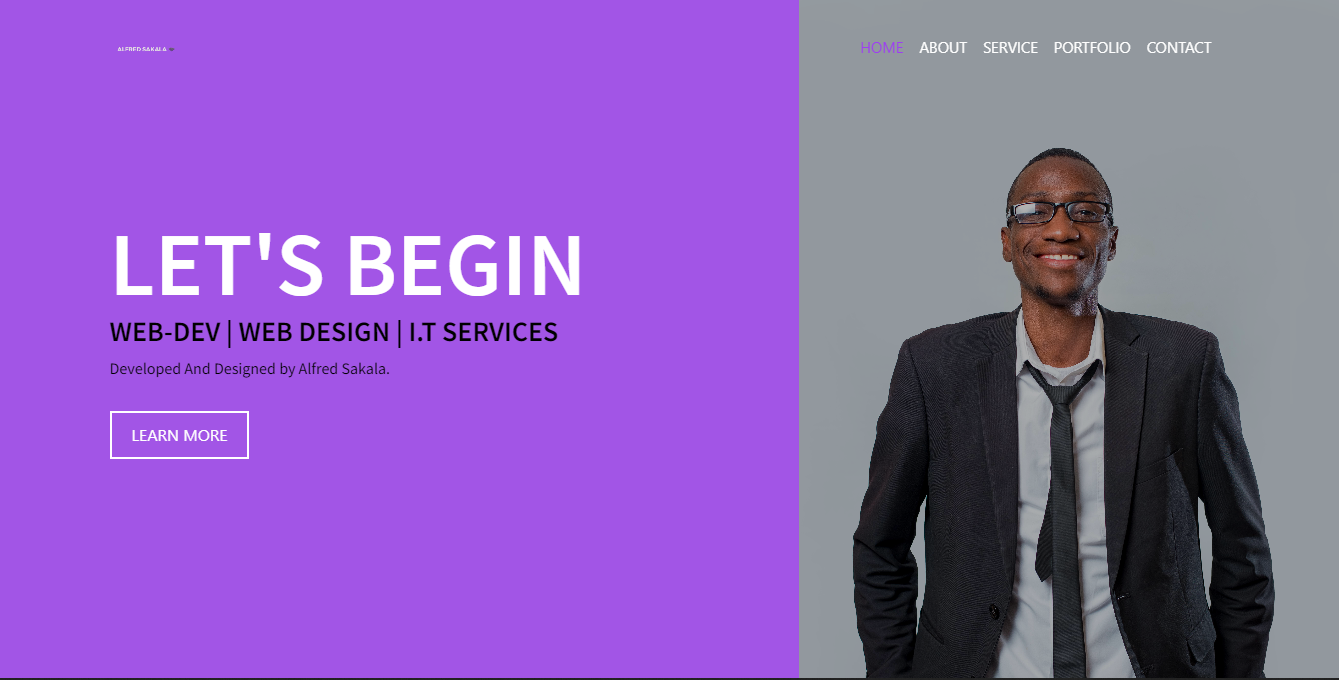 ALFRED SAKALA
HOME ABOUT SERVICE PORTFOLIO CONTACT
LET'S BEGIN
WEB-DEV | WEB DESIGN | I.T SERVICES
Developed And Designed by Alfred Sakala.
LEARN MORE